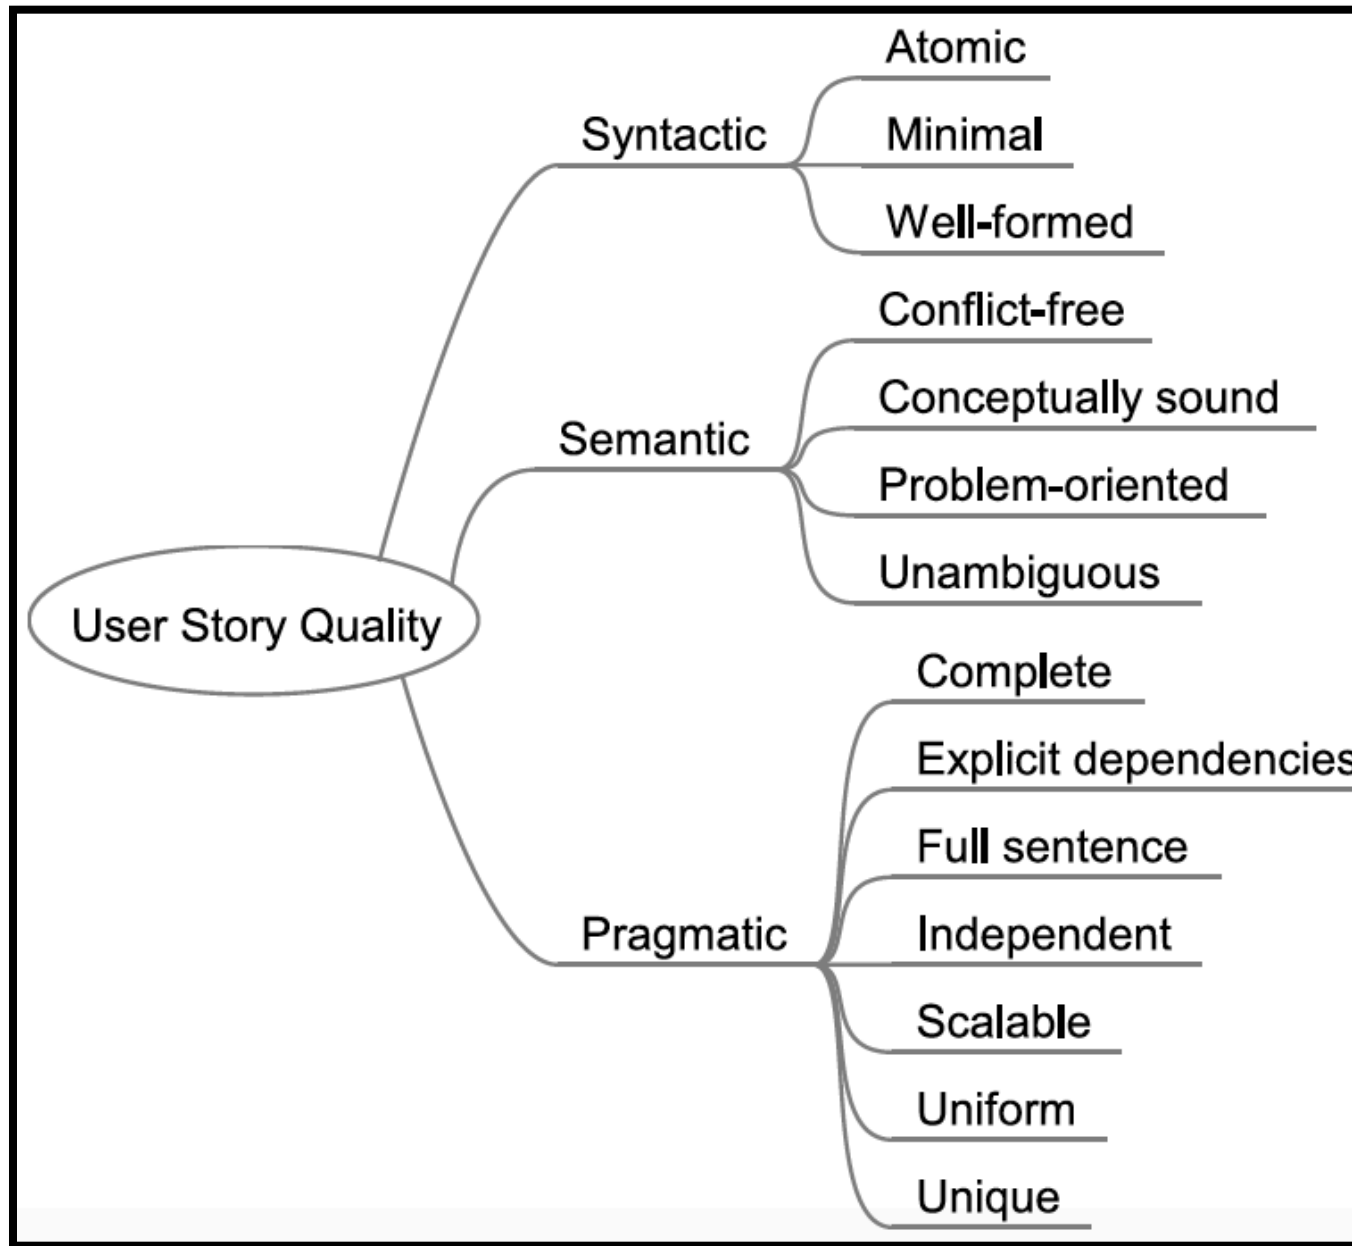 Atomic
Syntactic
Minimal
Well-formed
Conflict-free
Conceptually sound
Semantic
Problem-oriented
Unambiguous
User Story Quality
Complete
Explicit dependencies
Full sentence
Pragmatic
Independent
Scalable
Uniform
Unique